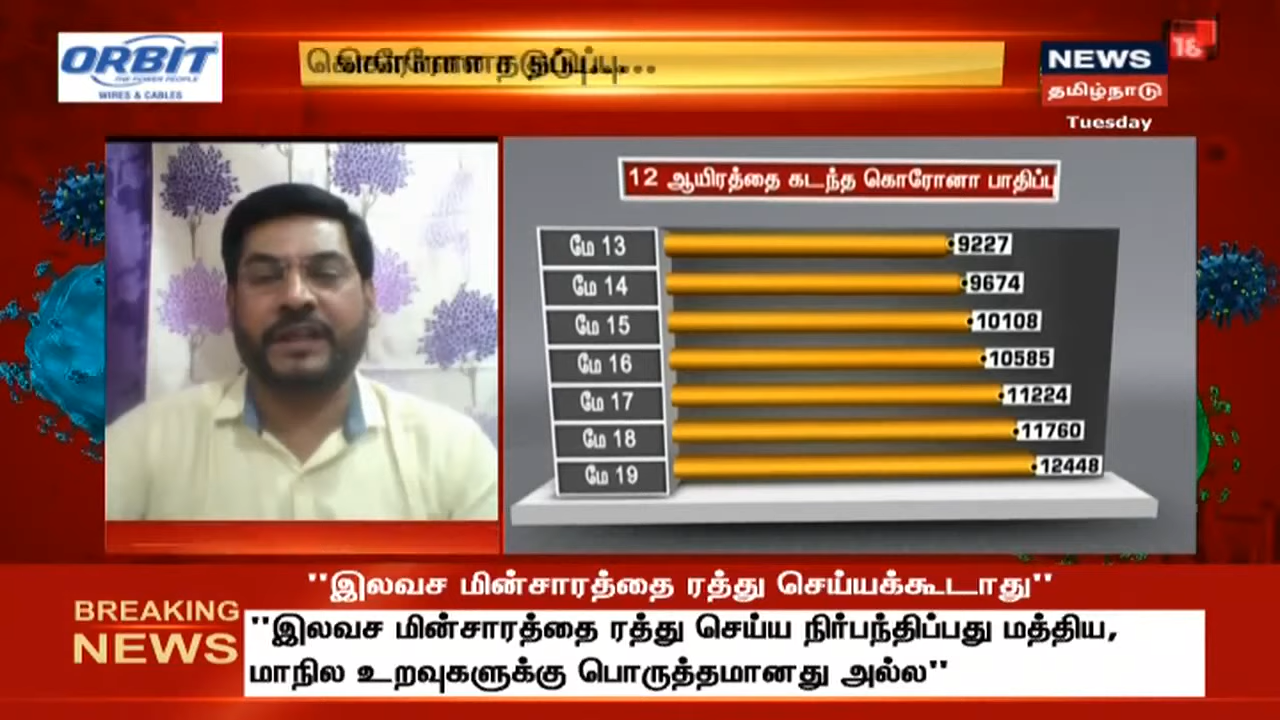 ORBIT
THE POWER PEOPLE
WIRES & CABLES
NEWS 18
தமிழ்நாடு
Tuesday
12 ஆயிரத்தை கடந்த கொரோனா பாதிப்பு
மே 13 9227
மே 14 9674
மே 15 10108
மே 16 10585
மே 17 11224
மே 18 11760
மே 19 12448
"இலவச மின்சாரத்தை ரத்து செய்யக்கூடாது"
BREAKING
NEWS
"இலவச மின்சாரத்தை ரத்து செய்ய நிர்பந்திப்பது மத்திய,
மாநில உறவுகளுக்கு பொருத்தமானது அல்ல"